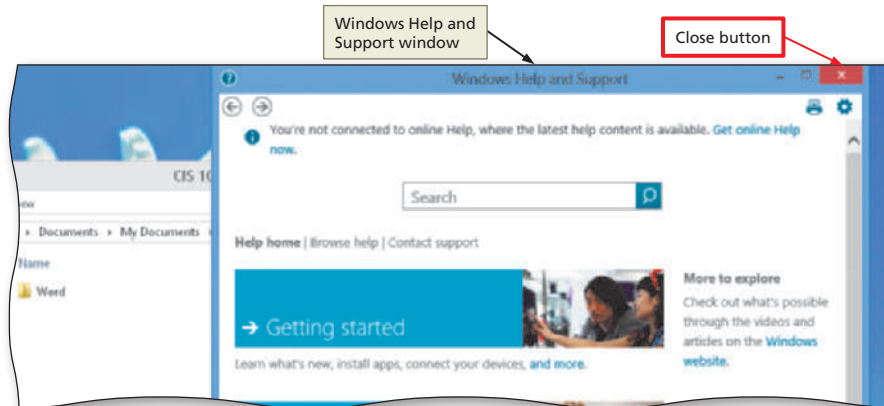 Windows Help and
Support window
Close button
Windows Help and Support
You're not connected to online Help, where the latest help content is available. Get online Help
now.
CIS 10
Search
Documents ▸ My Documents
Help home | Browse help | Contact support
Name
Word
More to explore
Check out what's possible
through the videos and
articles on the Windows
website.
→ Getting started
Learn what's new, install apps, connect your devices, and more.